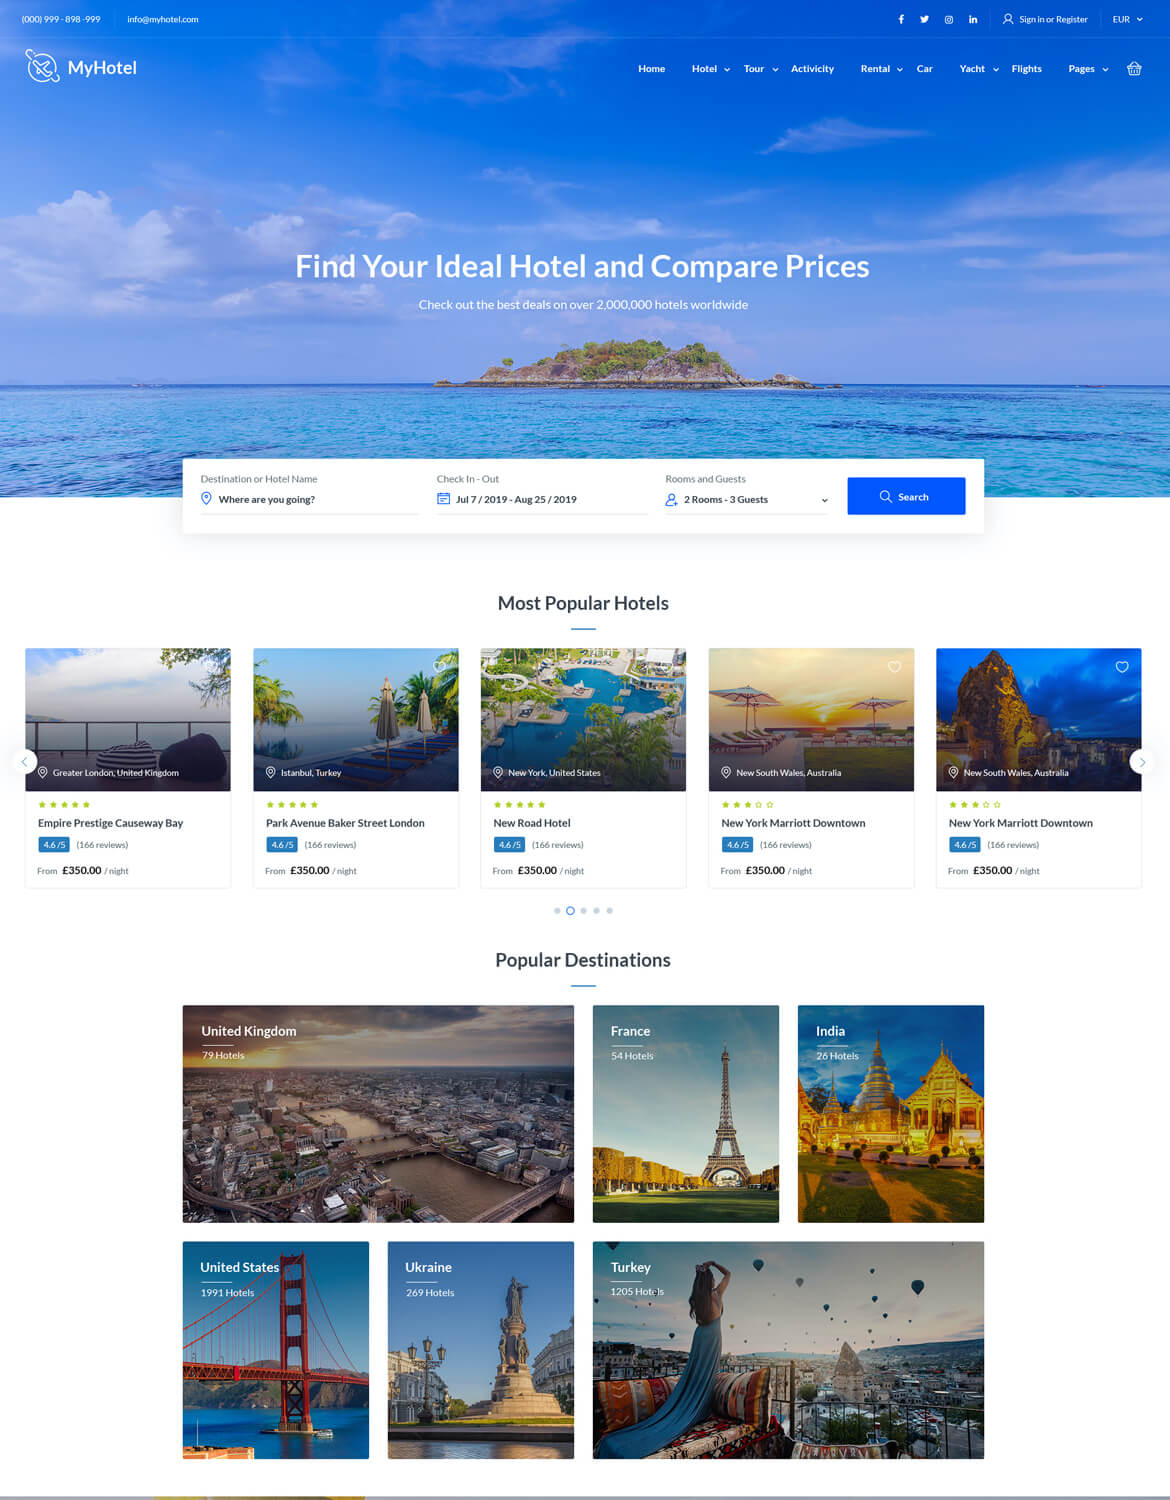 (000) 999 - 898 -999
info@myhotel.com
Sign in or Register
EUR
MyHotel
Home
Hotel
Tour
Activicity
Rental
Car
Yacht
Flights
Pages
Find Your Ideal Hotel and Compare Prices
Check out the best deals on over 2,000,000 hotels worldwide
Destination or Hotel Name
Where are you going?
Check In - Out
Jul 7 / 2019 - Aug 25 / 2019
Rooms and Guests
2 Rooms - 3 Guests
Search
Most Popular Hotels
Greater London, United Kingdom
Empire Prestige Causeway Bay
4.6 /5 (166 reviews)
From £350.00 / night
Istanbul, Turkey
Park Avenue Baker Street London
4.6 /5 (166 reviews)
From £350.00 / night
New York, United States
New Road Hotel
4.6 /5 (166 reviews)
From £350.00 / night
New South Wales, Australia
New York Marriott Downtown
4.6 /5 (166 reviews)
From £350.00 / night
New South Wales, Australia
New York Marriott Downtown
4.6 /5 (166 reviews)
From £350.00 / night
Popular Destinations
United Kingdom
79 Hotels
France
54 Hotels
India
26 Hotels
United States
1991 Hotels
Ukraine
269 Hotels
Turkey
1205 Hotels